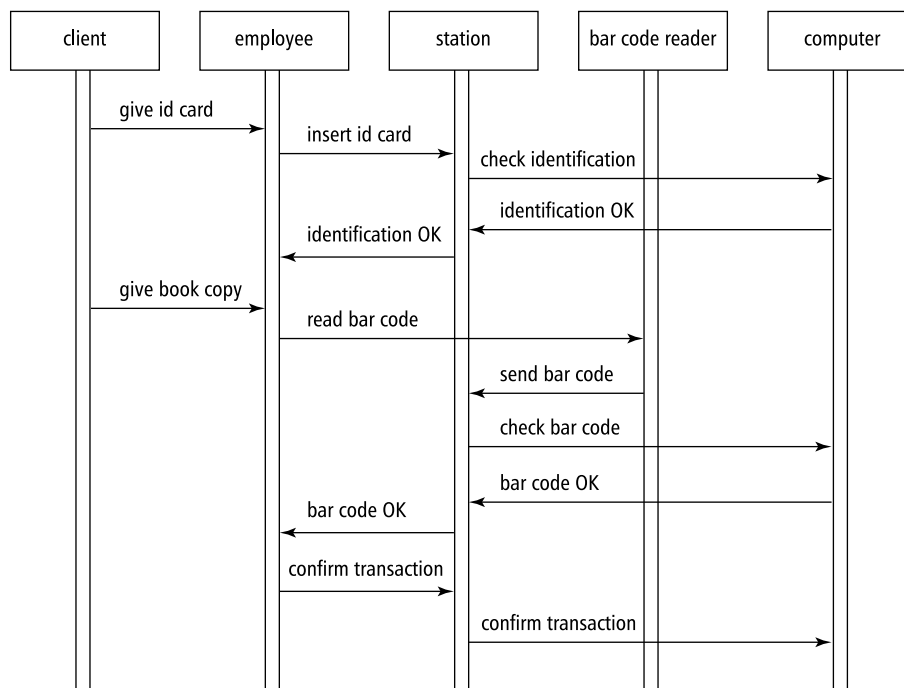 client
employee
station
bar code reader
computer
give id card
insert id card
check identification
identification OK
identification OK
give book copy
read bar code
send bar code
check bar code
bar code OK
bar code OK
confirm transaction
confirm transaction